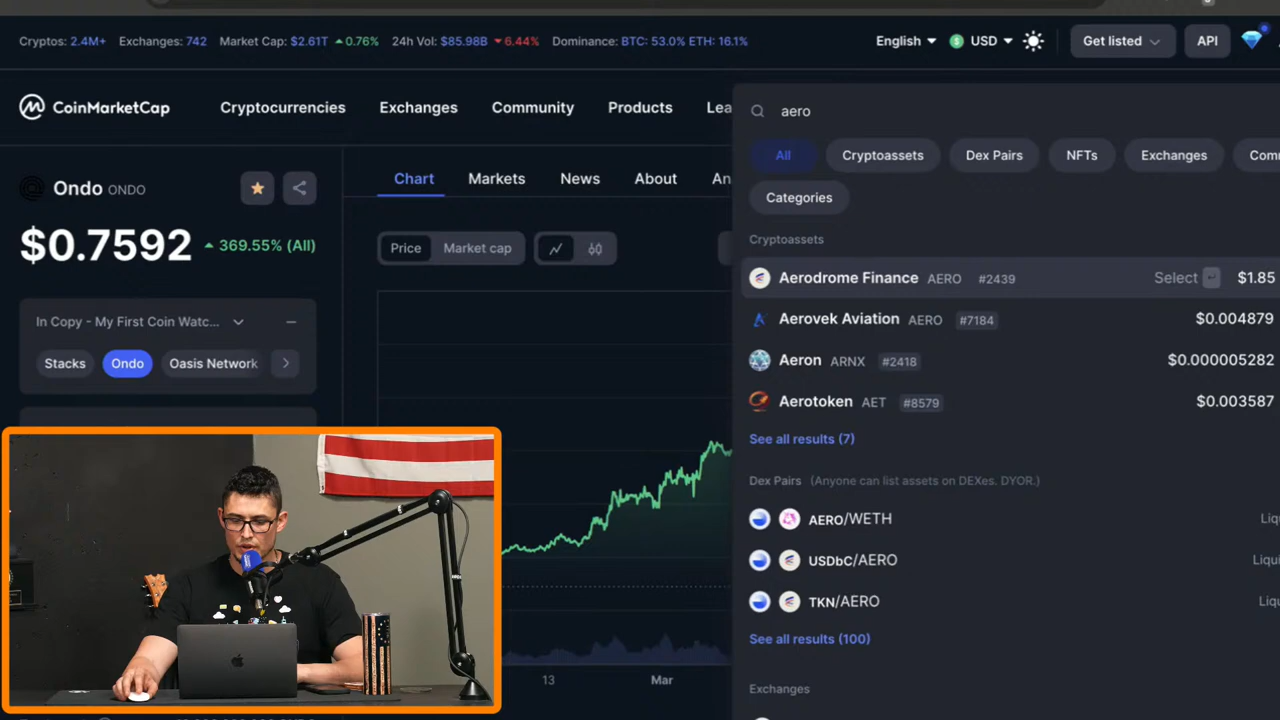 Cryptos: 2.4M+ Exchanges: 742 Market Cap: $2.61T 0.76% 24h Vol: $85.98B 6.44% Dominance: BTC: 53.0% ETH: 16.1%
English USD Get listed API
CoinMarketCap Cryptocurrencies Exchanges Community Products Lea
aero
All Cryptoassets Dex Pairs NFTs Exchanges Com
Categories
Ondo ONDO
$0.7592 369.55% (All)
Chart Markets News About An
Price Market cap
In Copy - My First Coin Watc...
Stacks Ondo Oasis Network
13 Mar
Cryptoassets
Aerodrome Finance AERO #2439 Select $1.85
Aerovek Aviation AERO #7184 $0.004879
Aeron ARNX #2418 $0.000005282
Aerotoken AET #8579 $0.003587
See all results (7)
Dex Pairs (Anyone can list assets on DEXes. DYOR.)
AERO/WETH Liq
USDbC/AERO Liqui
TKN/AERO Liq
See all results (100)
Exchanges